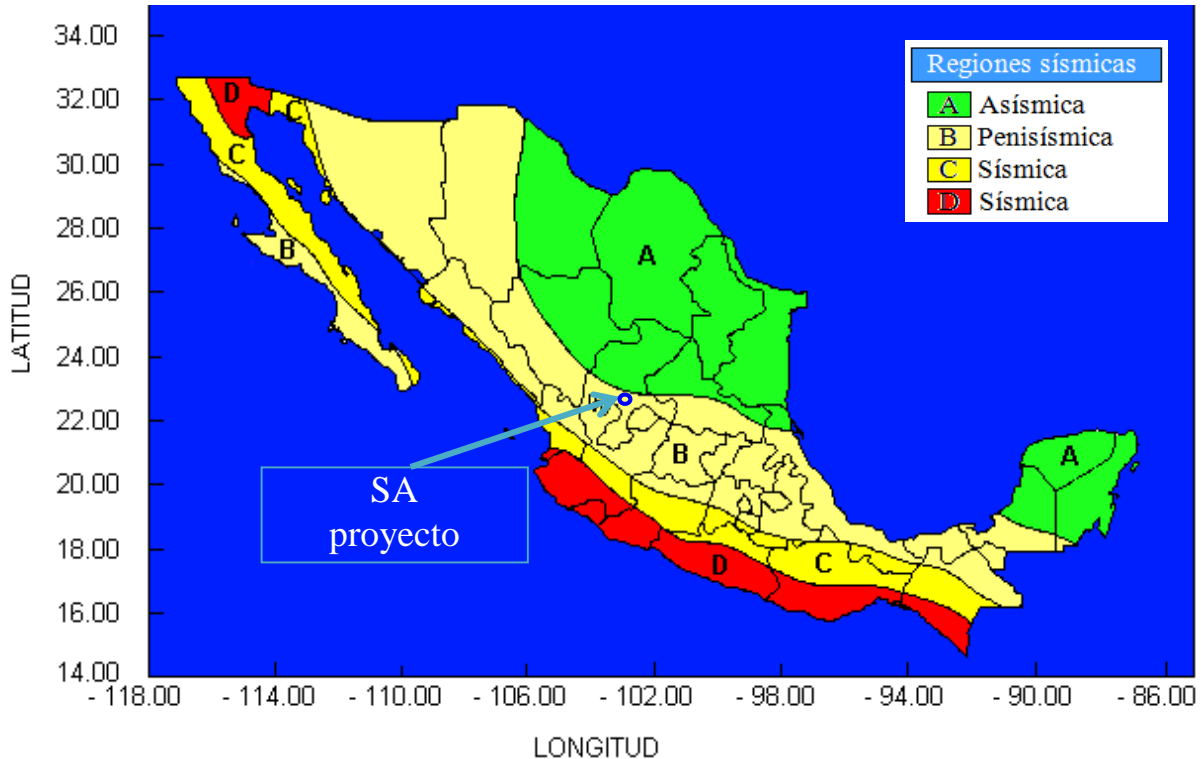 34.00
32.00
30.00
28.00
26.00
24.00
22.00
20.00
18.00
16.00
14.00
LATITUD
- 118.00 - 114.00 - 110.00 - 106.00 - 102.00 - 98.00 - 94.00 - 90.00 - 86.00
LONGITUD
Regiones sísmicas
A Asísmica
B Penisísmica
C Sísmica
D Sísmica
D
C
C
B
A
B
A
C
D
SA
proyecto